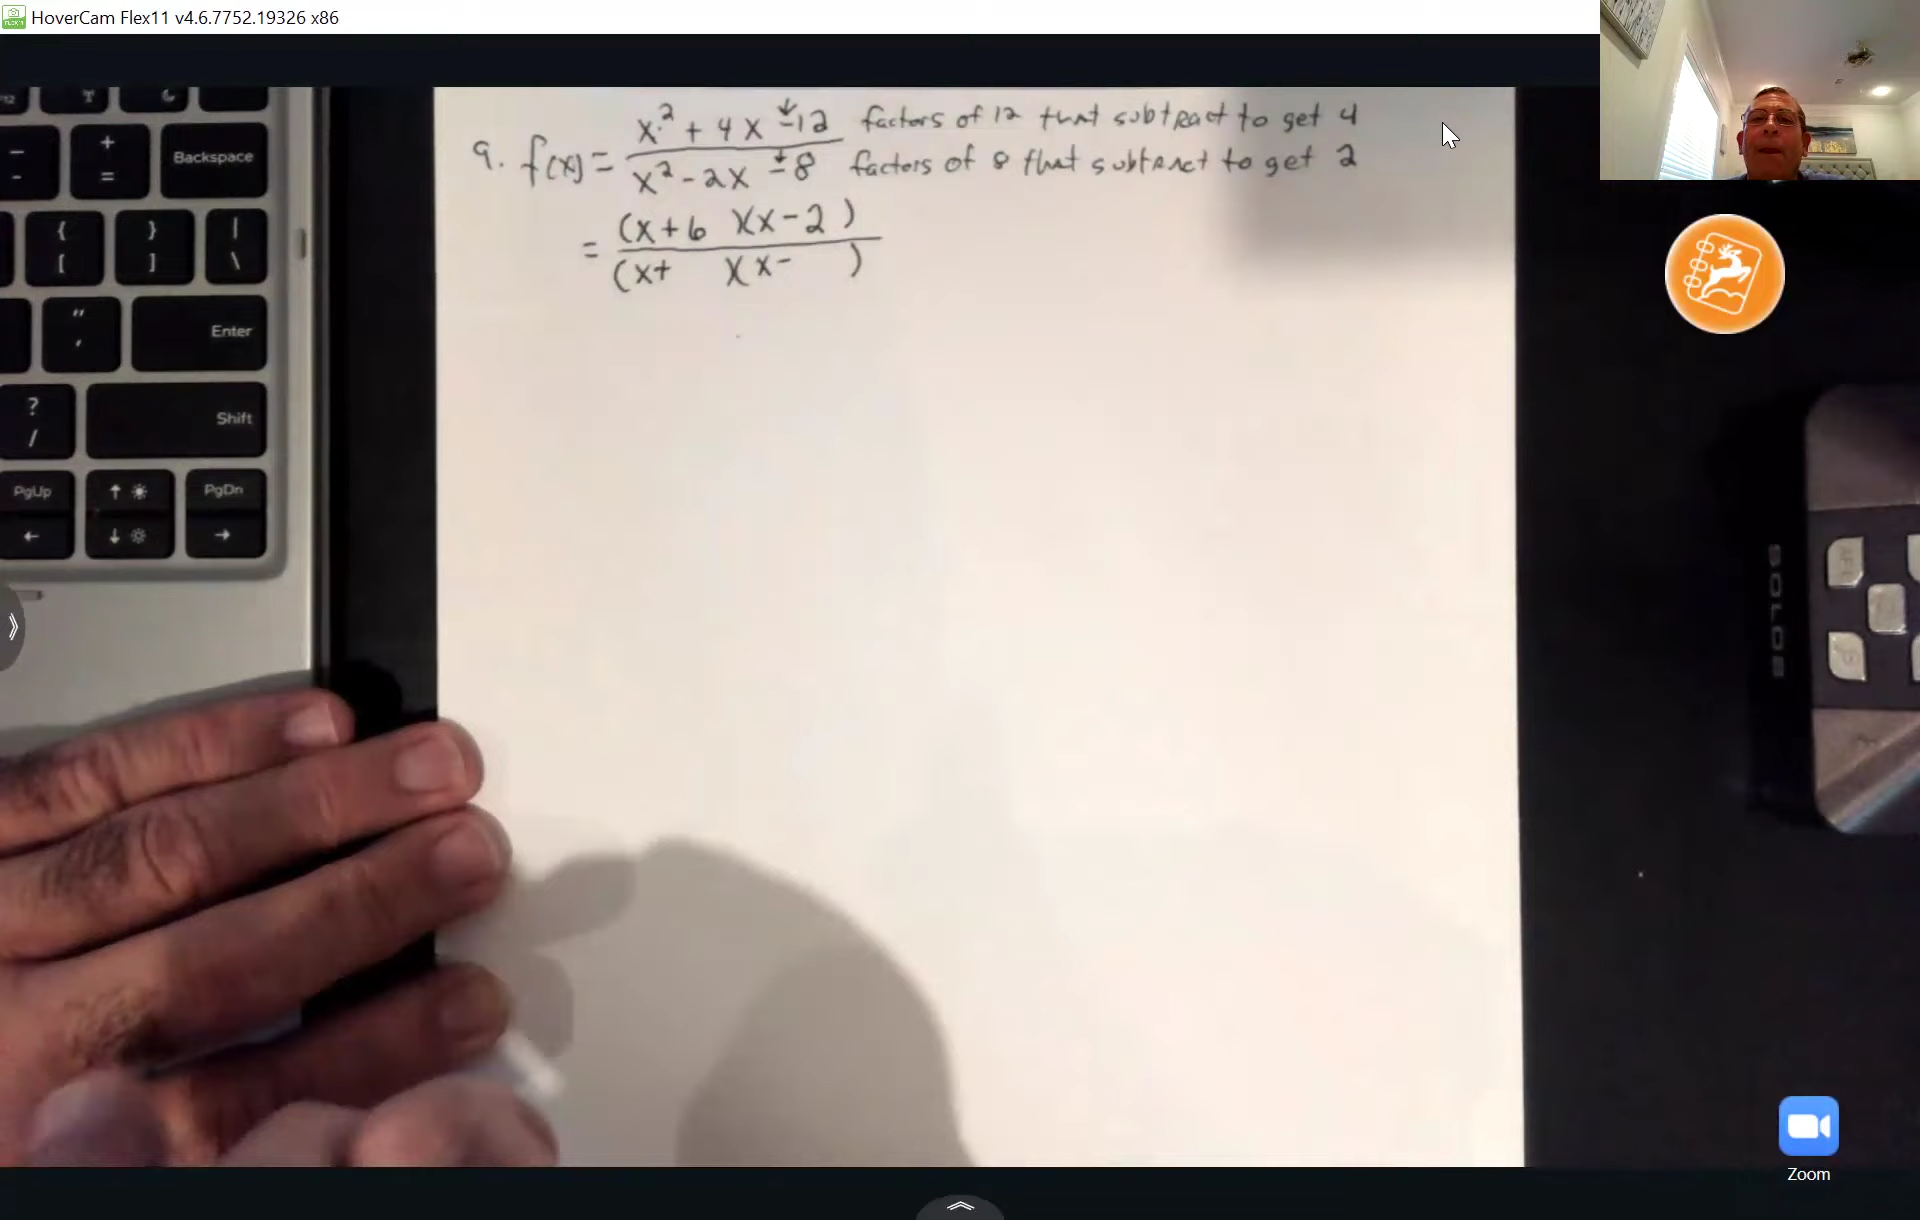 HoverCam Flex11 v4.6.7752.19326 x86
9. f(x) = x² + 4x - 12 factors of 12 that subtract to get 4
x² - 2x - 8 factors of 8 that subtract to get 2
= (x+6 )(x-2 )
(x+ )(x- )
F12
- -
+ =
Backspace
{ [
} ]
| \
" '
Enter
? /
Shift
PgUp
↑
PgDn
←
↓
→
SOLOS
Zoom